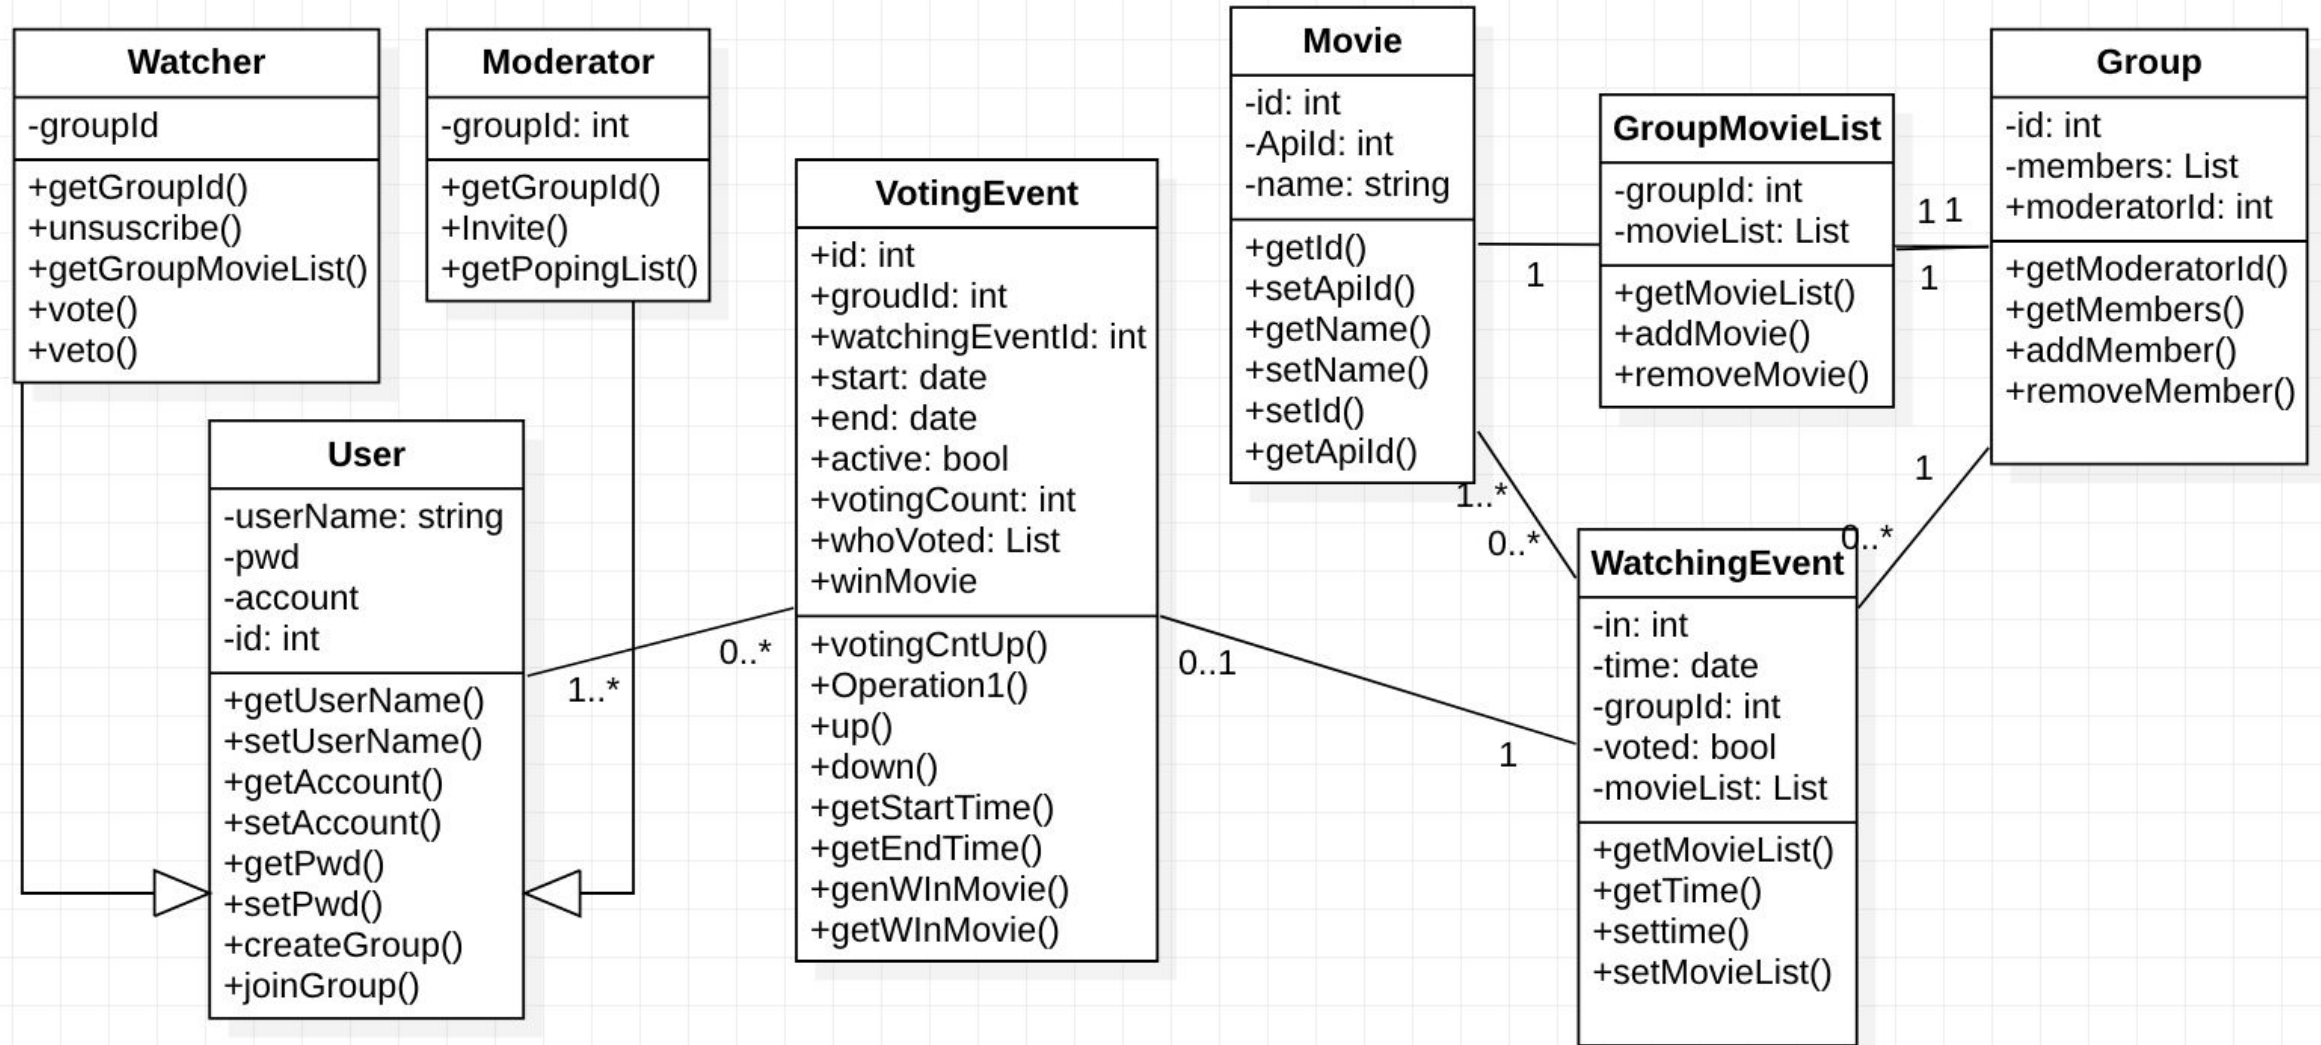 Watcher
-groupId
+getGroupId()
+unsuscribe()
+getGroupMovieList()
+vote()
+veto()
Moderator
-groupId: int
+getGroupId()
+Invite()
+getPopingList()
User
-userName: string
-pwd
-account
-id: int
+getUserName()
+setUserName()
+getAccount()
+setAccount()
+getPwd()
+setPwd()
+createGroup()
+joinGroup()
1..*
0..*
VotingEvent
+id: int
+groudId: int
+watchingEventId: int
+start: date
+end: date
+active: bool
+votingCount: int
+whoVoted: List
+winMovie
+votingCntUp()
+Operation1()
+up()
+down()
+getStartTime()
+getEndTime()
+genWInMovie()
+getWInMovie()
0..1
1
Movie
-id: int
-ApiId: int
-name: string
+getId()
+setApiId()
+getName()
+setName()
+setId()
+getApiId()
1
1..*
0..*
GroupMovieList
-groupId: int
-movieList: List
+getMovieList()
+addMovie()
+removeMovie()
1 1
1
Group
-id: int
-members: List
+moderatorId: int
+getModeratorId()
+getMembers()
+addMember()
+removeMember()
1
0..*
WatchingEvent
-in: int
-time: date
-groupId: int
-voted: bool
-movieList: List
+getMovieList()
+getTime()
+settime()
+setMovieList()